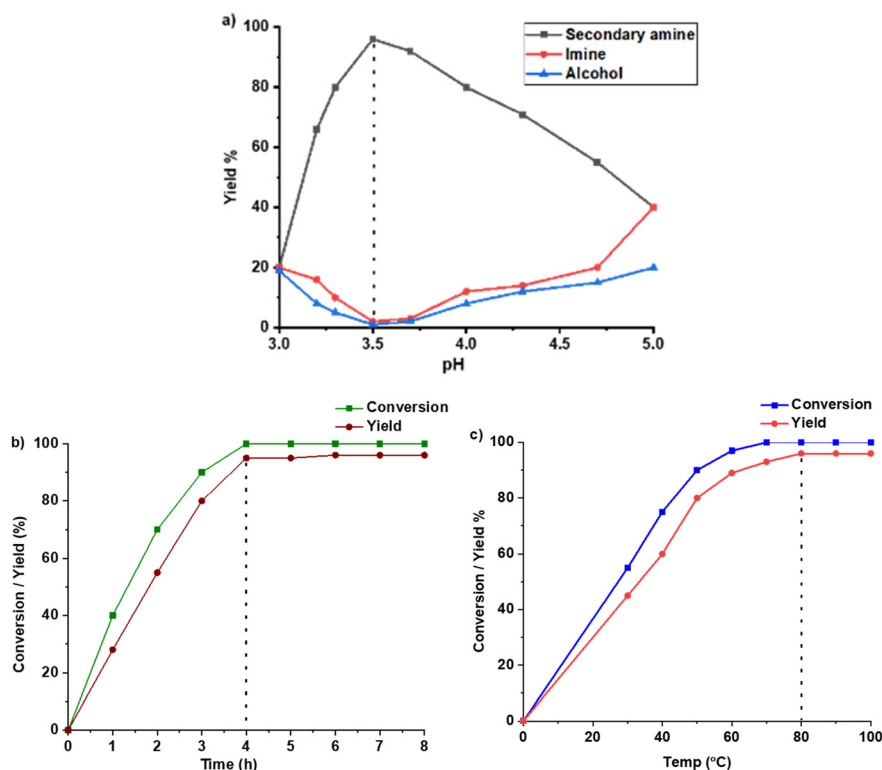 a)
Secondary amine
Imine
Alcohol
100
80
60
40
20
0
Yield %
3.0 3.5 4.0 4.5 5.0
pH
b)
Conversion
Yield
100
80
60
40
20
0
Conversion / Yield (%)
0 1 2 3 4 5 6 7 8
Time (h)
c)
Conversion
Yield
100
80
60
40
20
0
Conversion / Yield %
0 20 40 60 80 100
Temp (°C)